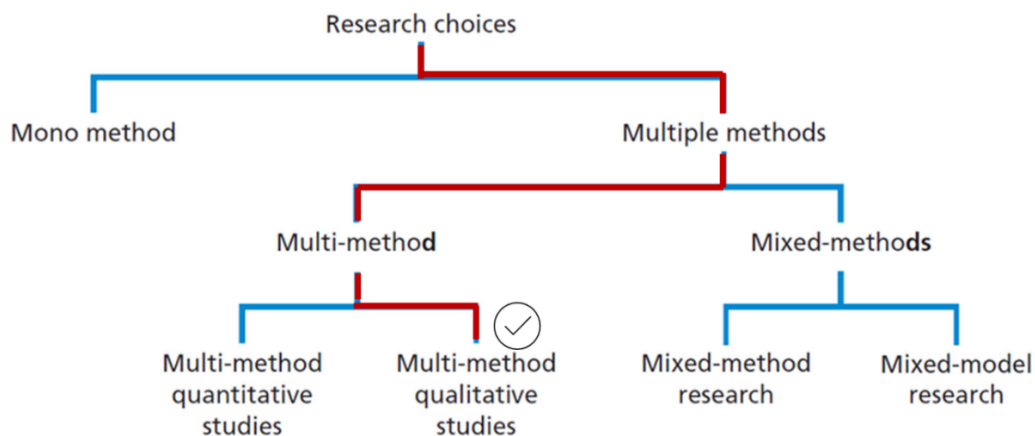 Research choices
Mono method
Multiple methods
Multi-method
Mixed-methods
Multi-method
quantitative
studies
Multi-method
qualitative
studies
Mixed-method
research
Mixed-model
research